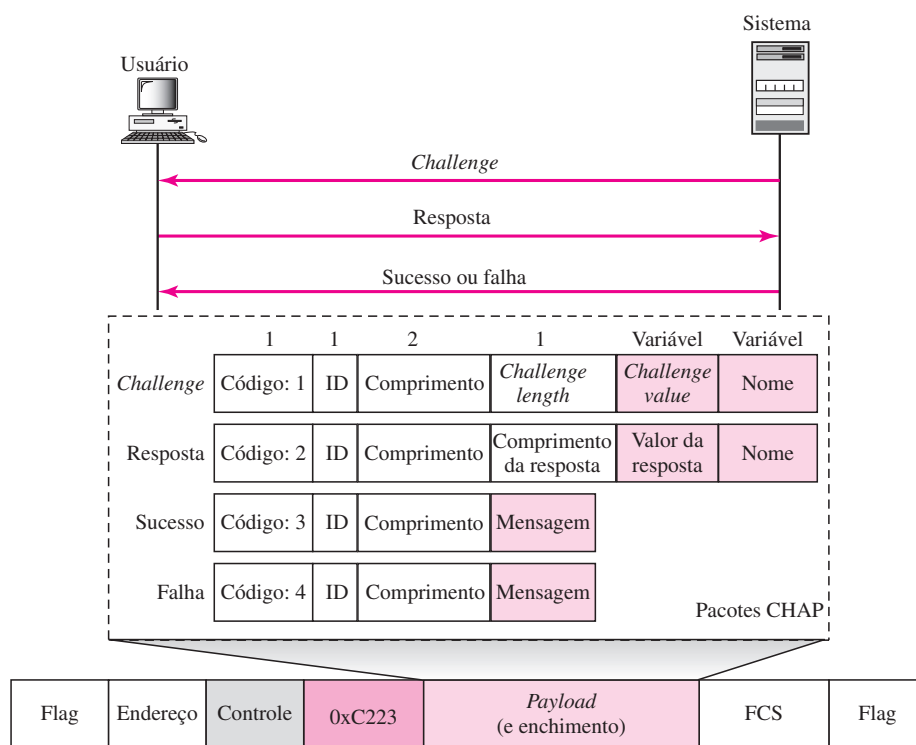 Sistema
Usuário
Challenge
Resposta
Sucesso ou falha
1 1 2 1 Variável Variável
Challenge Código: 1 ID Comprimento Challenge length Challenge value Nome
Resposta Código: 2 ID Comprimento Comprimento da resposta Valor da resposta Nome
Sucesso Código: 3 ID Comprimento Mensagem
Falha Código: 4 ID Comprimento Mensagem
Pacotes CHAP
Flag Endereço Controle 0xC223 Payload (e enchimento) FCS Flag